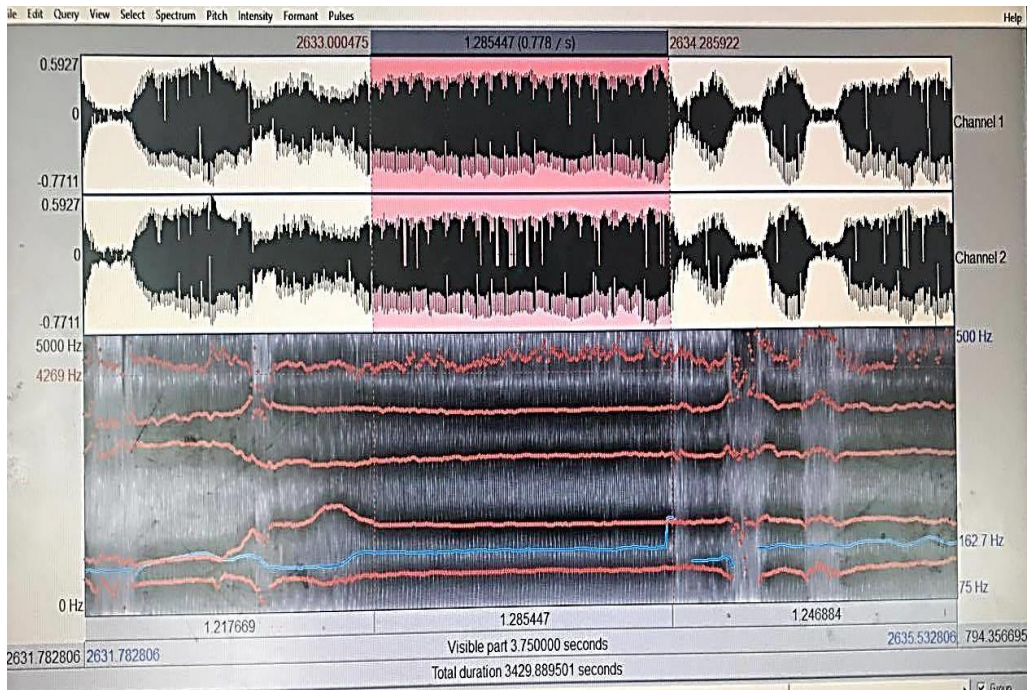 ile Edit Query View Select Spectrum Pitch Intensity Formant Pulses Help
2633.000475 1.285447 (0.778 / s) 2634.285922
0.5927
0
-0.7711
Channel 1
0.5927
0
-0.7711
Channel 2
5000 Hz 500 Hz
4269 Hz
162.7 Hz
75 Hz
0 Hz
1.217669 1.285447 1.246884
2631.782806 2631.782806 Visible part 3.750000 seconds 2635.532806 794.356695
Total duration 3429.889501 seconds
Group